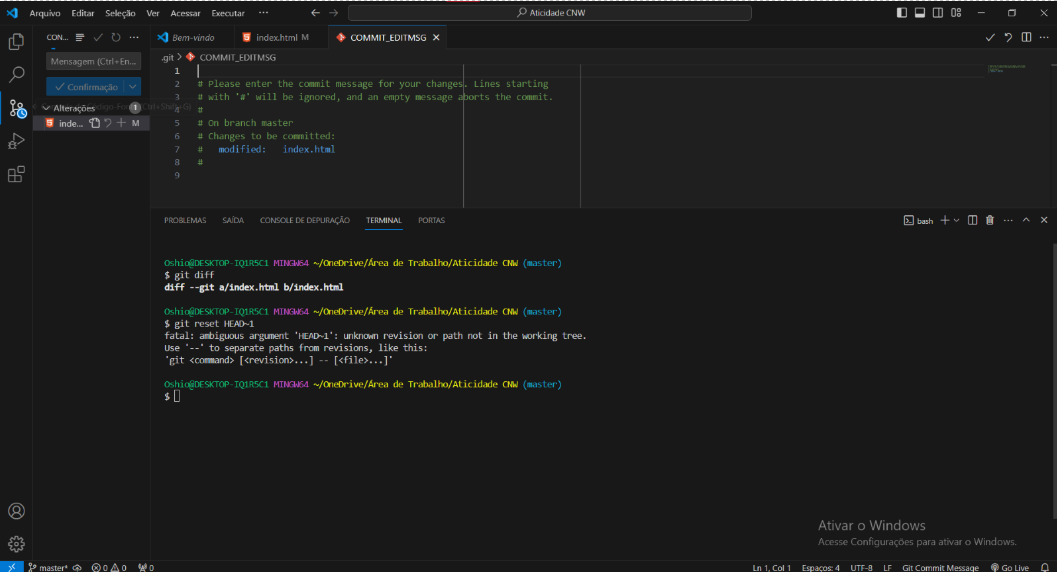 Arquivo Editar Seleção Ver Acessar Executar ··· Aticidade CNW
CON... Bem-vindo index.html M COMMIT_EDITMSG
Mensagem (Ctrl+En...
Confirmação
Alterações 1
inde... M
.git > COMMIT_EDITMSG
1
2 # Please enter the commit message for your changes. Lines starting
3 # with '#' will be ignored, and an empty message aborts the commit.
4 #
5 # On branch master
6 # Changes to be committed:
7 #   modified:   index.html
8 #
9
PROBLEMAS SAÍDA CONSOLE DE DEPURAÇÃO TERMINAL PORTAS bash
Oshio@DESKTOP-IQ1R5C1 MINGW64 ~/OneDrive/Área de Trabalho/Aticidade CNW (master)
$ git diff
diff --git a/index.html b/index.html
Oshio@DESKTOP-IQ1R5C1 MINGW64 ~/OneDrive/Área de Trabalho/Aticidade CNW (master)
$ git reset HEAD~1
fatal: ambiguous argument 'HEAD~1': unknown revision or path not in the working tree.
Use '--' to separate paths from revisions, like this:
'git <command> [<revision>...] -- [<file>...]'
Oshio@DESKTOP-IQ1R5C1 MINGW64 ~/OneDrive/Área de Trabalho/Aticidade CNW (master)
$
Ativar o Windows
Acesse Configurações para ativar o Windows.
master* 0 0 0 Ln 1, Col 1 Espaços: 4 UTF-8 LF Git Commit Message Go Live